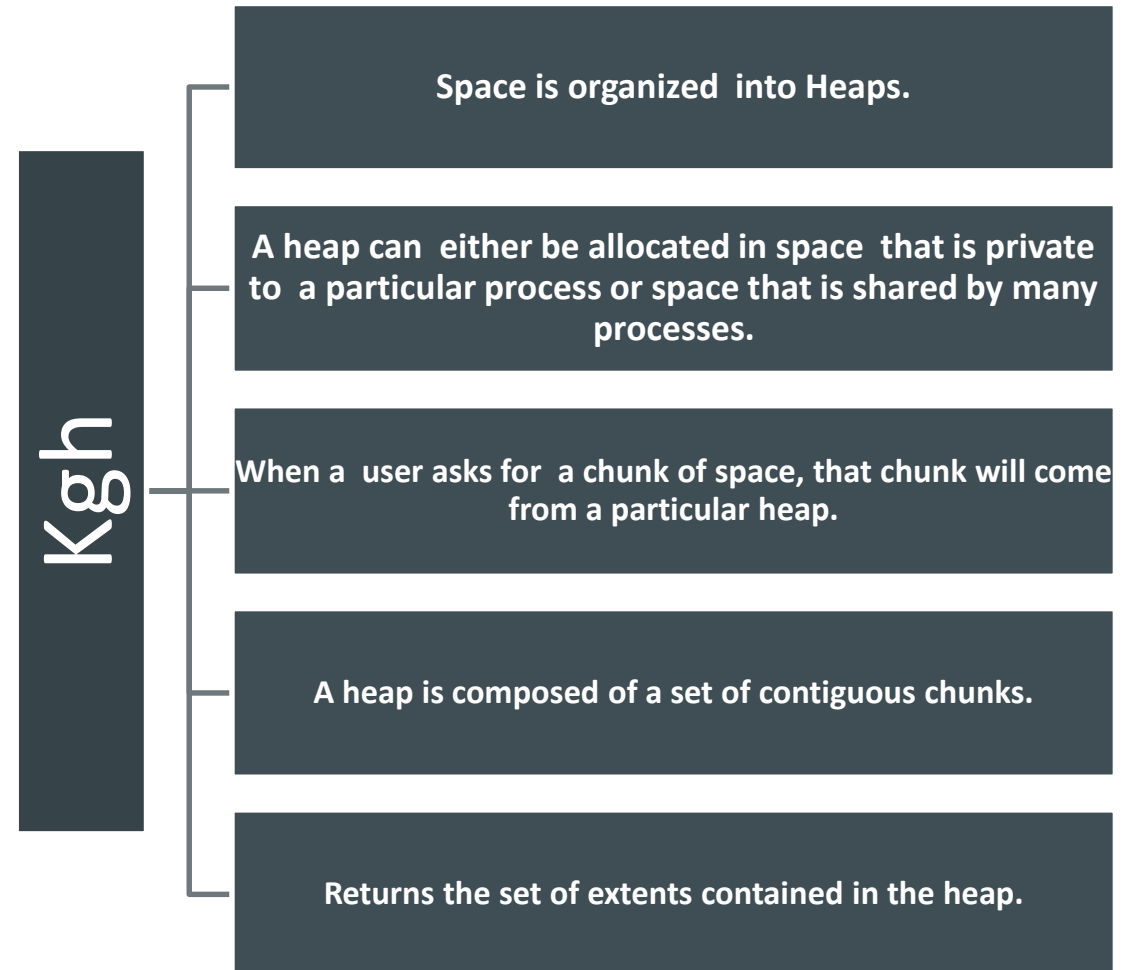 Kgh
Space is organized  into Heaps.
A heap can  either be allocated in space  that is private
to  a particular process or space that is shared by many
processes.
When a  user asks for  a chunk of space, that chunk will come
from a particular heap.
A heap is composed of a set of contiguous chunks.
Returns the set of extents contained in the heap.